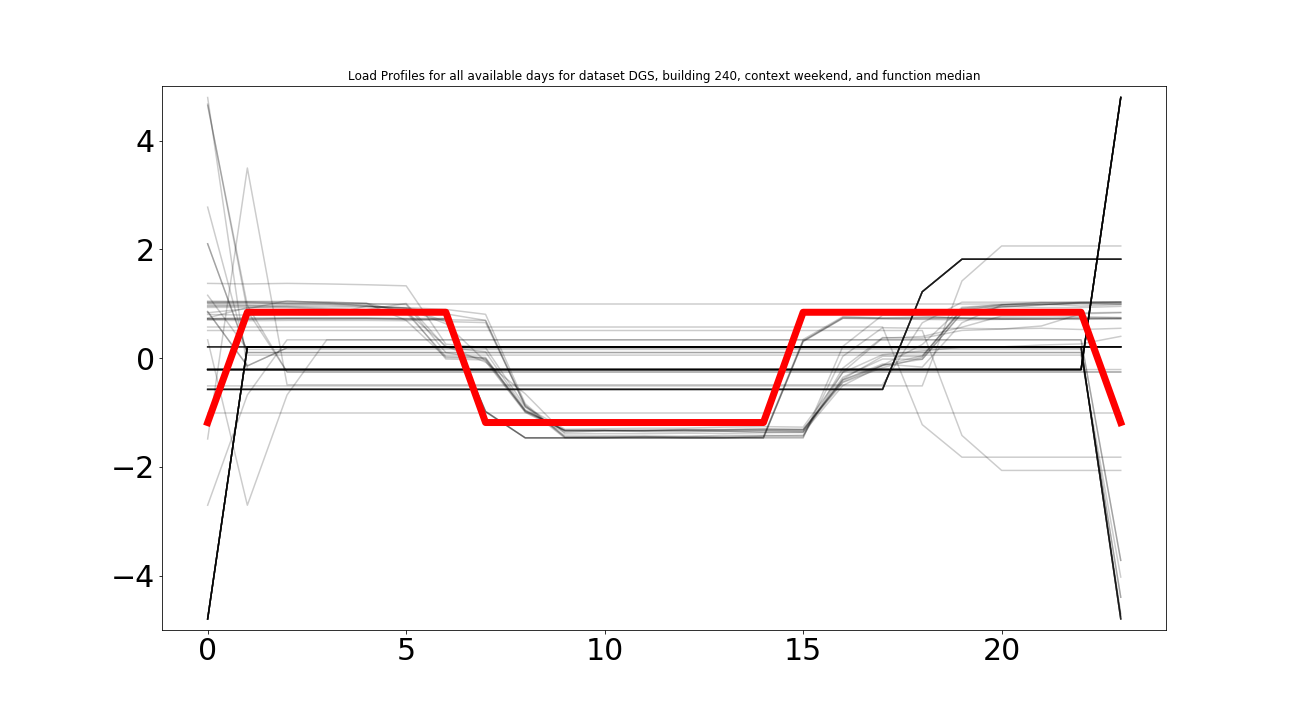 Load Profiles for all available days for dataset DGS, building 240, context weekend, and function median
4
2
0
−2
−4
0 5 10 15 20